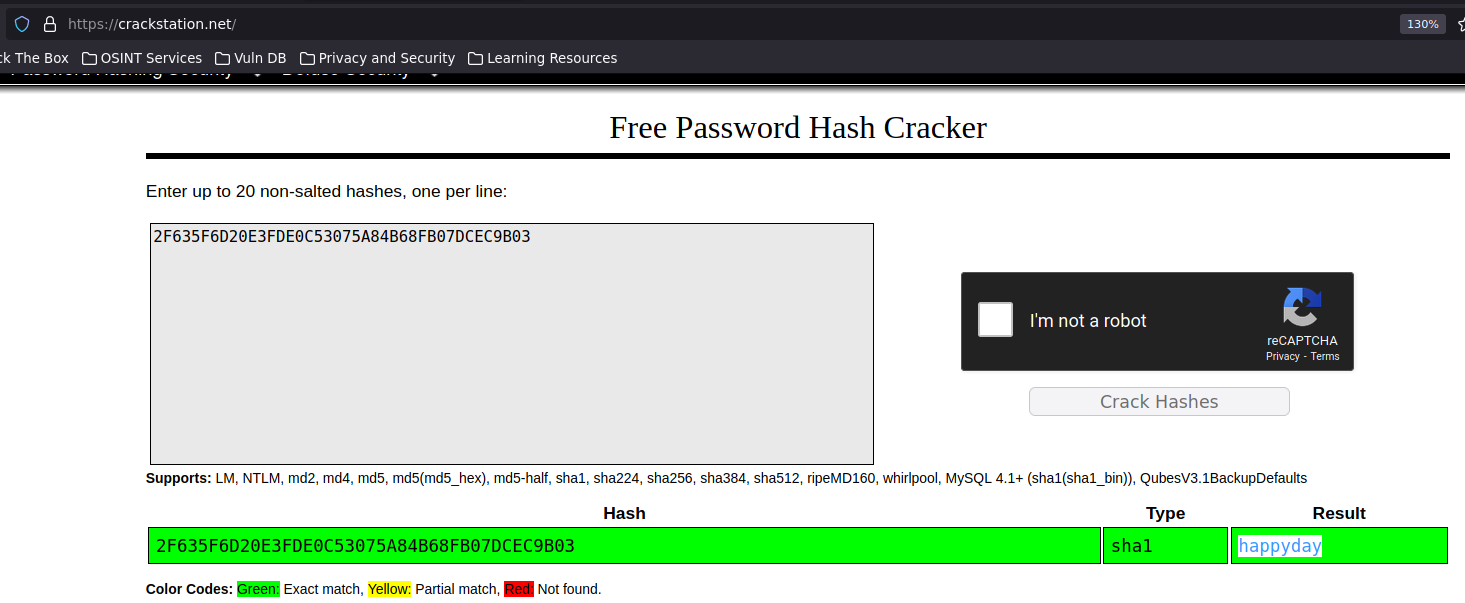 https://crackstation.net/
130%
ck The Box OSINT Services Vuln DB Privacy and Security Learning Resources
Free Password Hash Cracker
Enter up to 20 non-salted hashes, one per line:
2F635F6D20E3FDE0C53075A84B68FB07DCEC9B03
I'm not a robot
reCAPTCHA
Privacy - Terms
Crack Hashes
Supports: LM, NTLM, md2, md4, md5, md5(md5_hex), md5-half, sha1, sha224, sha256, sha384, sha512, ripeMD160, whirlpool, MySQL 4.1+ (sha1(sha1_bin)), QubesV3.1BackupDefaults
Hash Type Result
2F635F6D20E3FDE0C53075A84B68FB07DCEC9B03 sha1 happyday
Color Codes: Green: Exact match, Yellow: Partial match, Red: Not found.